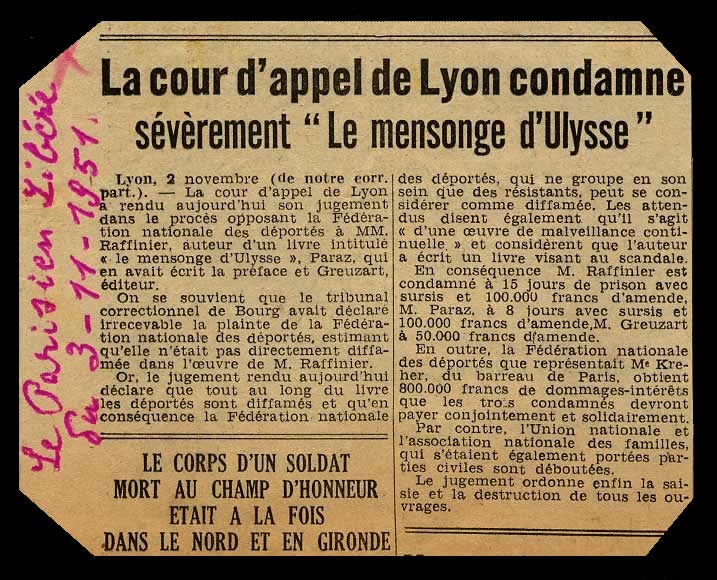 Le Parisien Libéré
du 3-11-1951.
La cour d'appel de Lyon condamne
sévèrement " Le mensonge d'Ulysse "
Lyon, 2 novembre (de notre corr.
part.). — La cour d'appel de Lyon
a rendu aujourd'hui son jugement
dans le procès opposant la Fédéra-
tion nationale des déportés à MM.
Raffinier, auteur d'un livre intitulé
« le mensonge d'Ulysse », Paraz, qui
en avait écrit la préface et Greuzart,
éditeur.
On se souvient que le tribunal
correctionnel de Bourg avait déclaré
irrecevable la plainte de la Fédéra-
tion nationale des déportés, estimant
qu'elle n'était pas directement diffa-
mée dans l'œuvre de M. Raffinier.
Or, le jugement rendu aujourd'hui
déclare que tout au long du livre
les déportés sont diffamés et qu'en
conséquence la Fédération nationale
des déportés, qui ne groupe en son
sein que des résistants, peut se con-
sidérer comme diffamée. Les atten-
dus disent également qu'il s'agit
« d'une œuvre de malveillance conti-
nuelle » et considèrent que l'auteur
a écrit un livre visant au scandale.
En conséquence M. Raffinier est
condamné à 15 jours de prison avec
sursis et 100.000 francs d'amende,
M. Paraz, à 8 jours avec sursis et
100.000 francs d'amende, M. Greuzart
à 50.000 francs d'amende.
En outre, la Fédération nationale
des déportés que représentait Me Kre-
her, du barreau de Paris, obtient
800.000 francs de dommages-intérêts
que les trois condamnés devront
payer conjointement et solidairement.
Par contre, l'Union nationale et
l'association nationale des familles,
qui s'étaient également portées par-
ties civiles sont déboutées.
Le jugement ordonne enfin la sai-
sie et la destruction de tous les ou-
vrages.
LE CORPS D'UN SOLDAT
MORT AU CHAMP D'HONNEUR
ETAIT A LA FOIS
DANS LE NORD ET EN GIRONDE